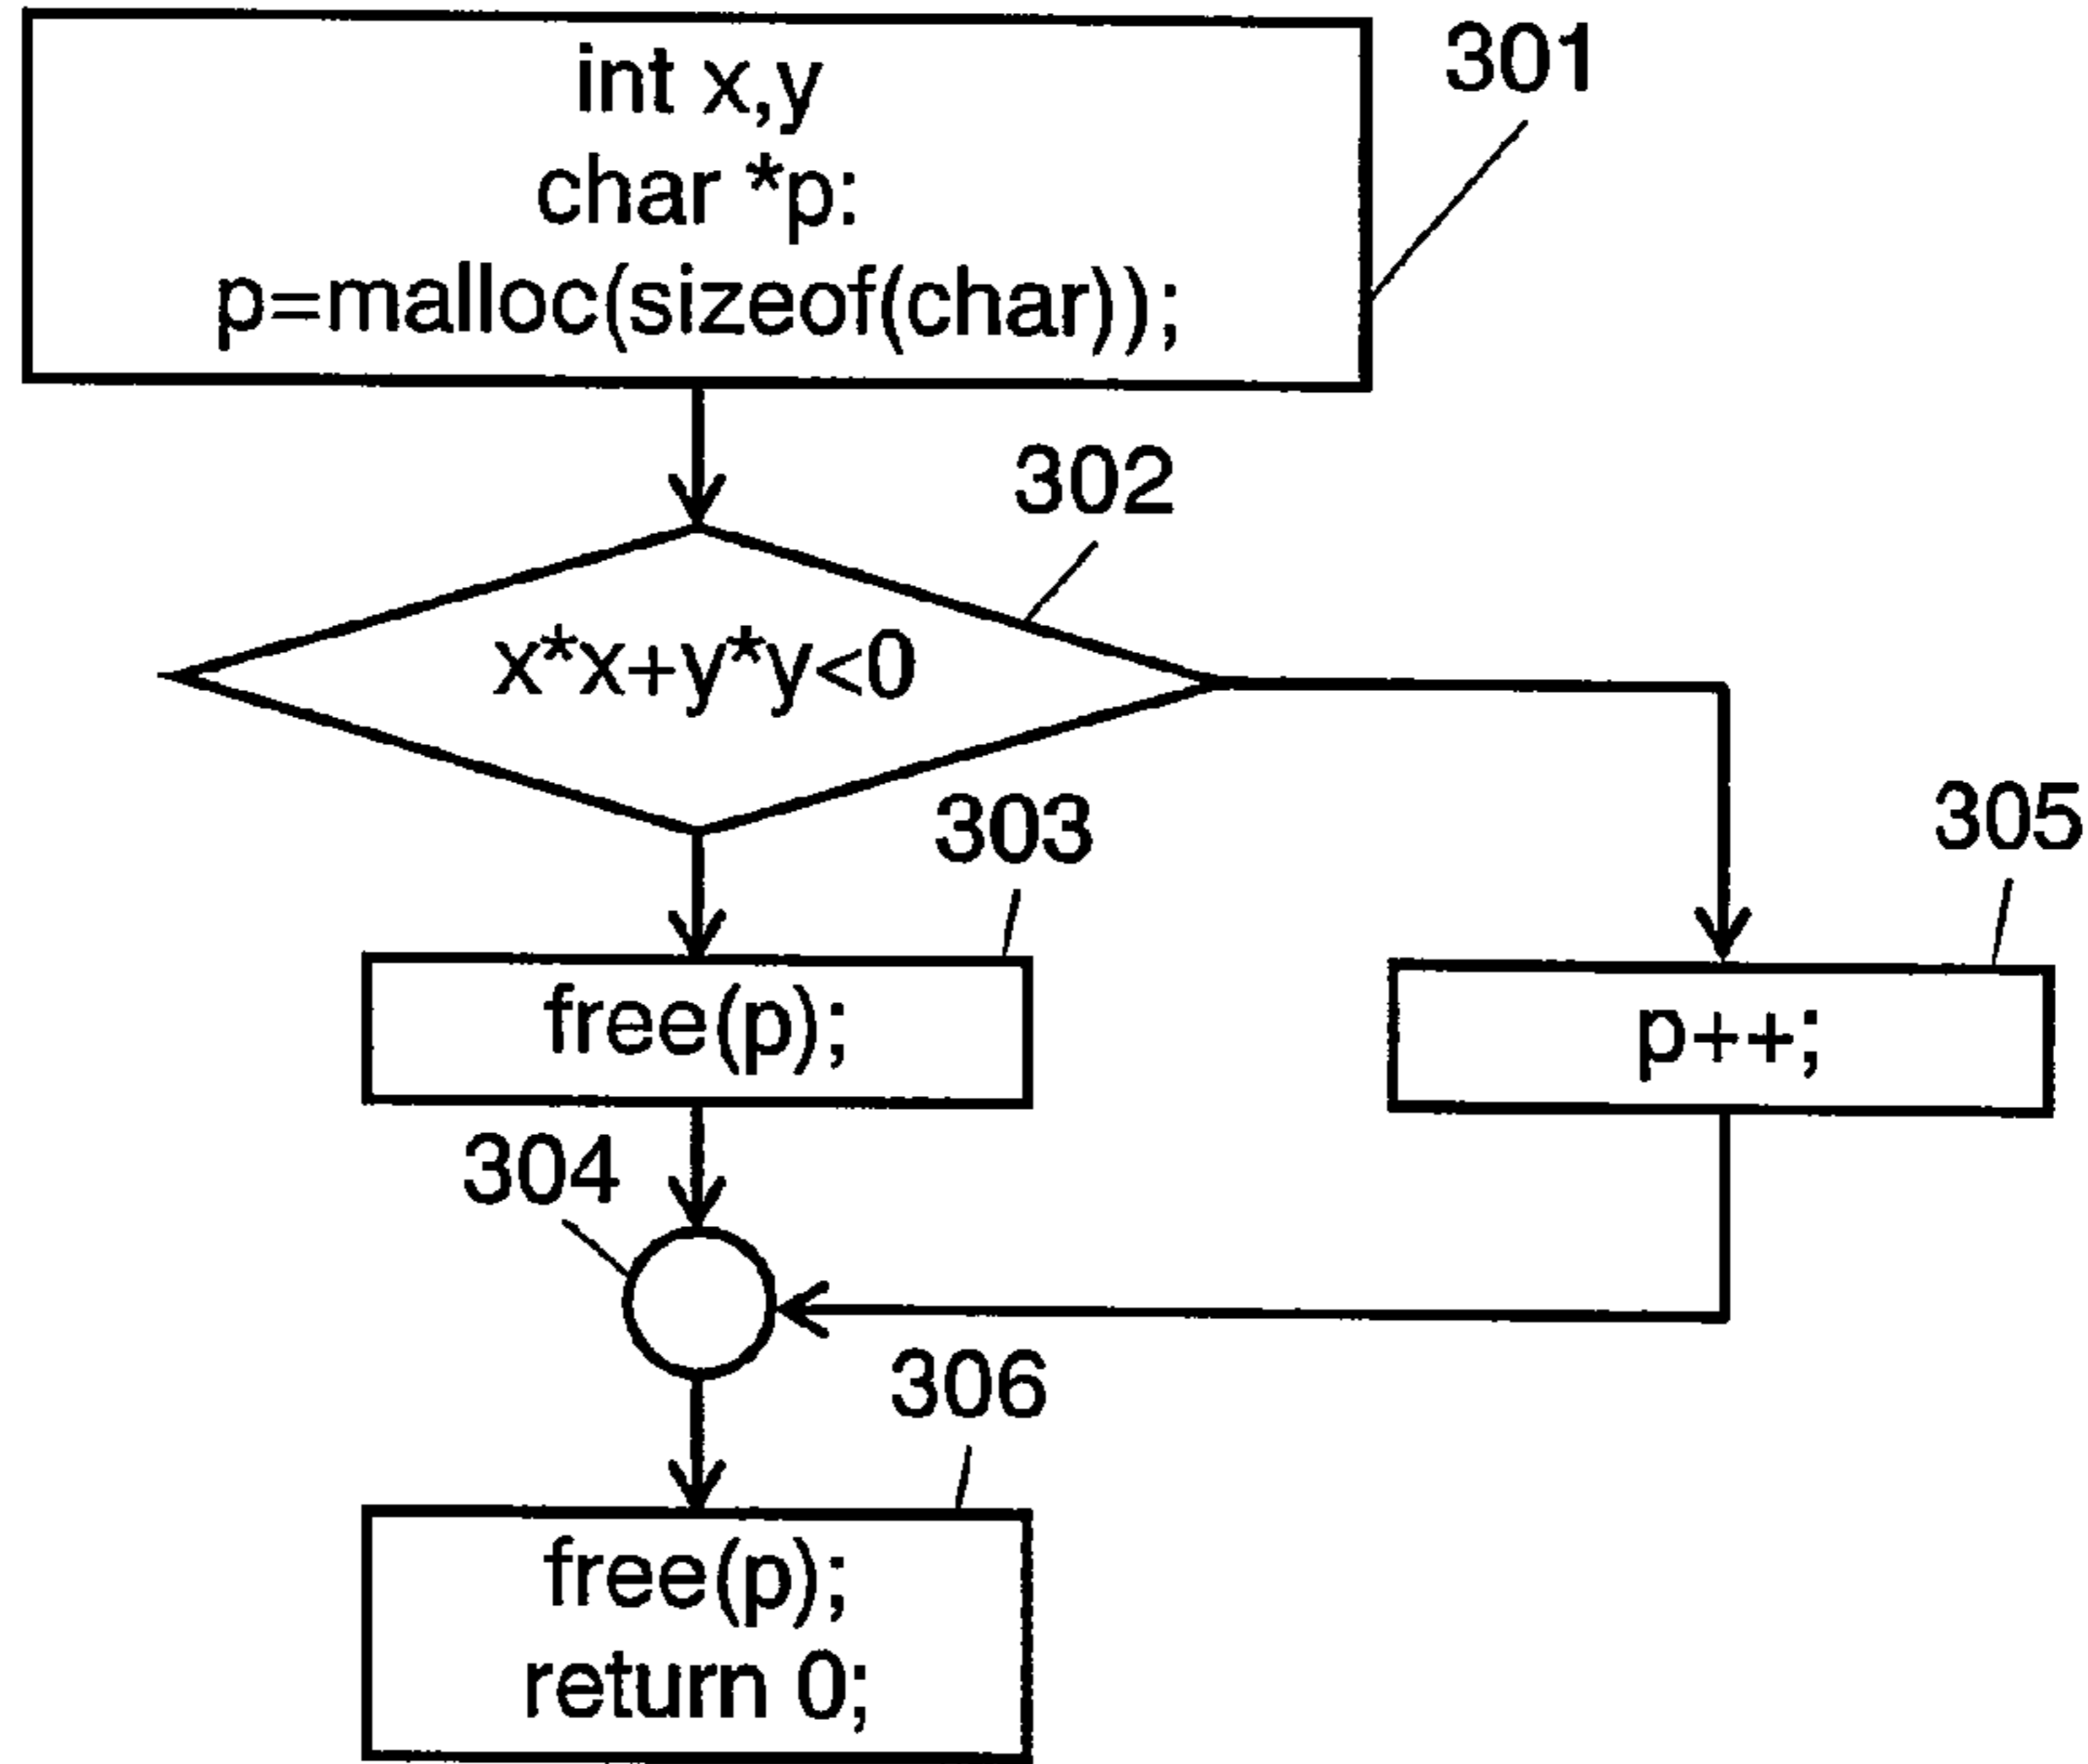 int x,y
char *p:
p=malloc(sizeof(char));
301
302
x*x+y*y<0
303
305
free(p);
p++;
304
306
free(p);
return 0;